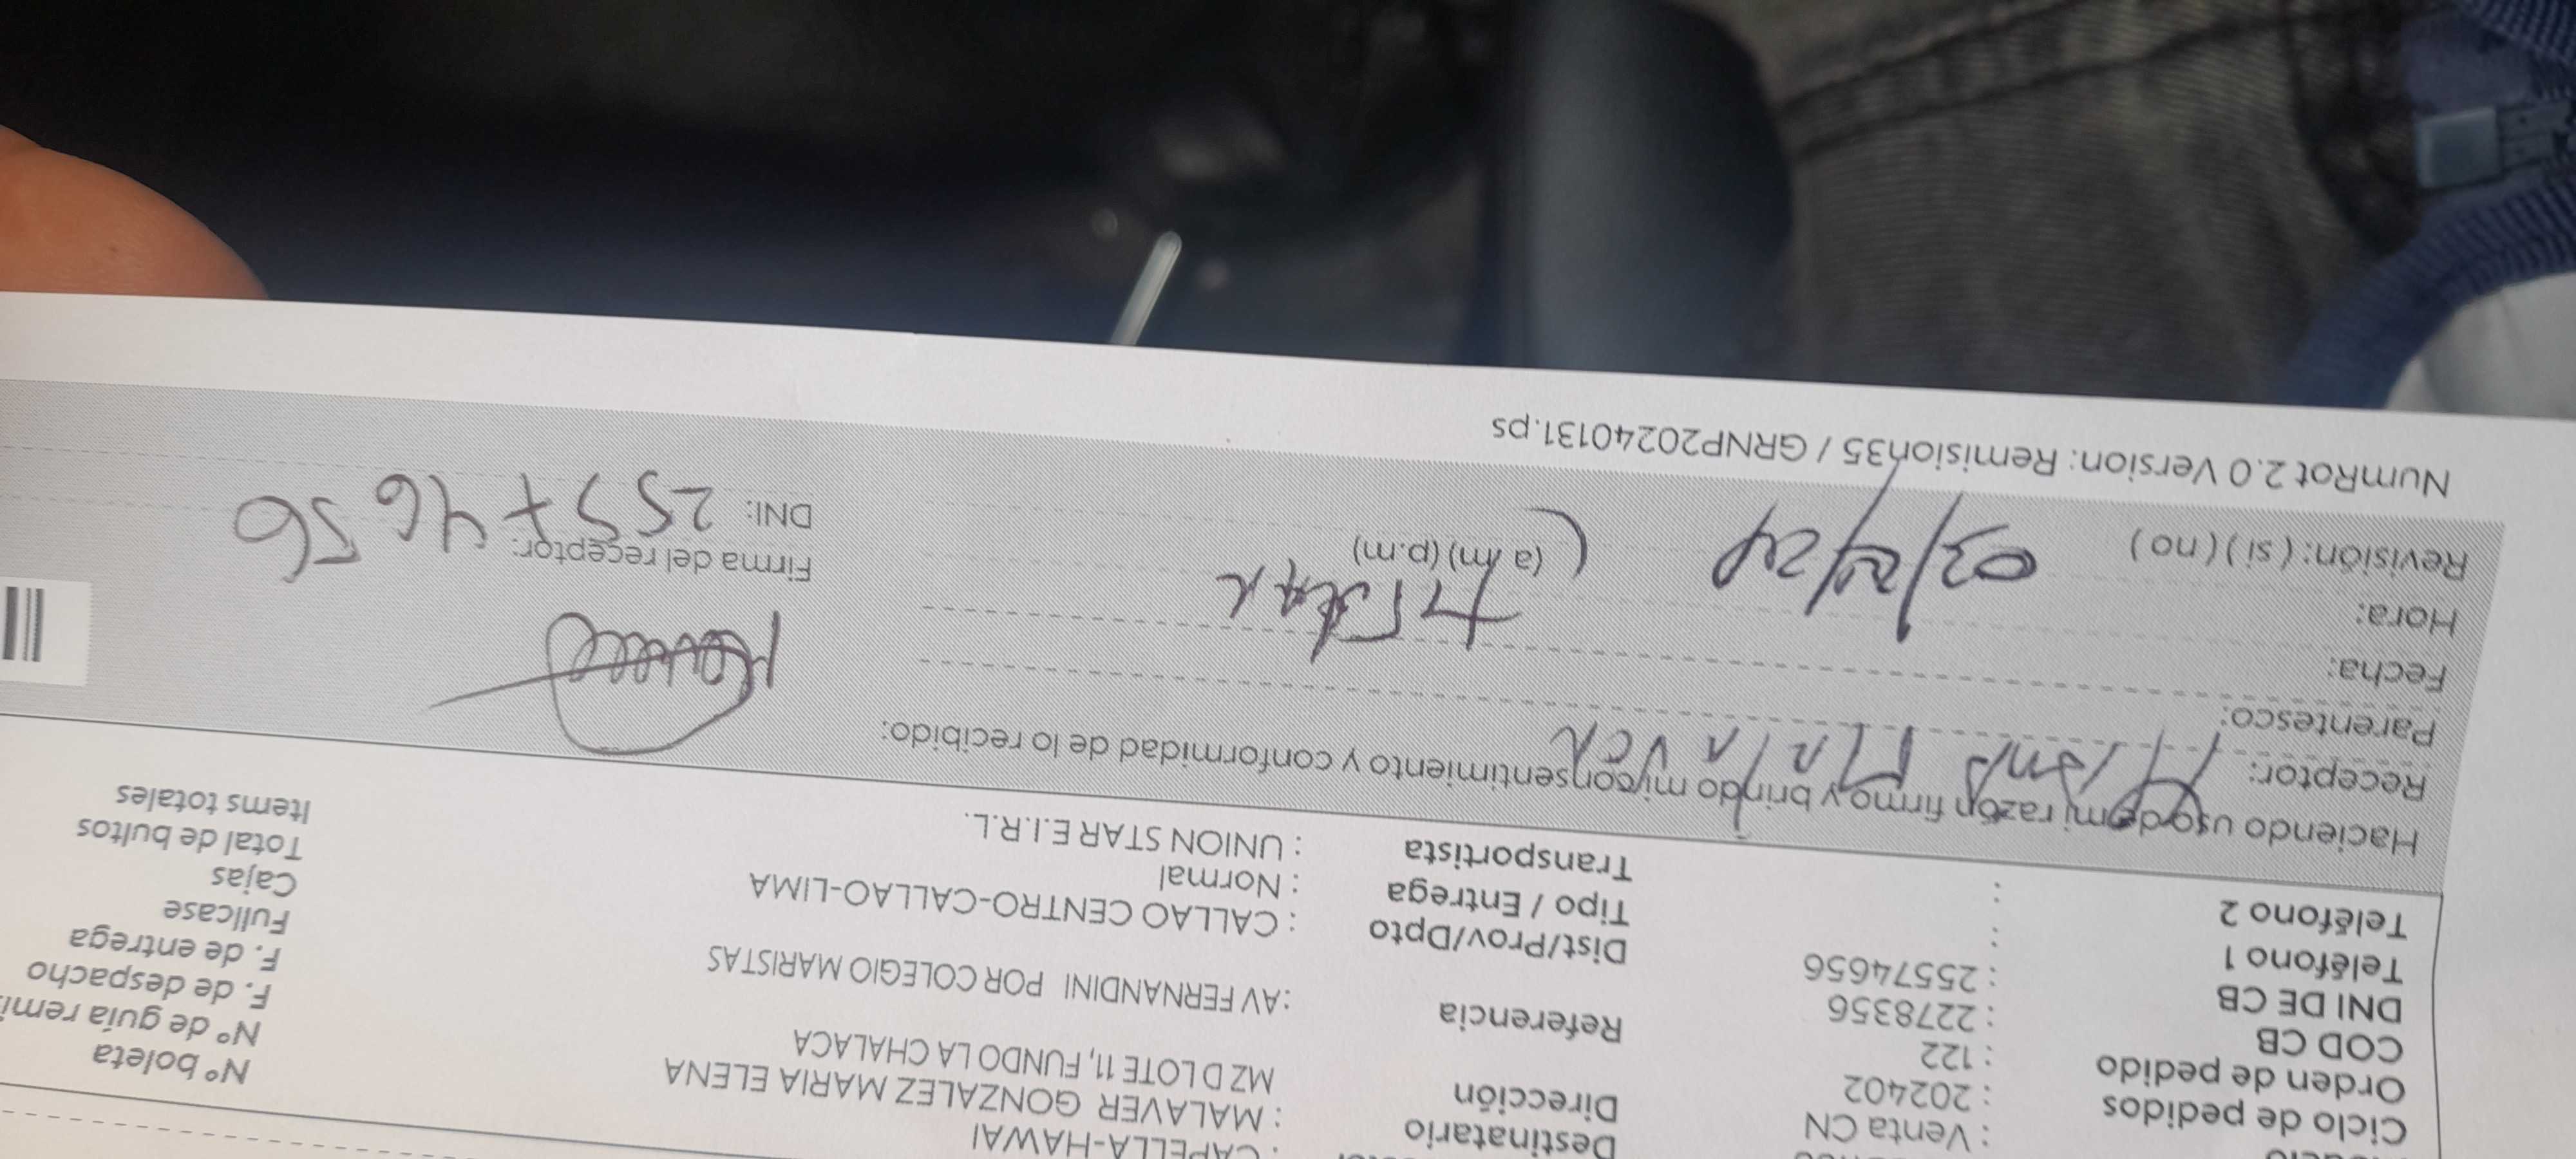 : CAPELLA-HAWAI
: Venta CN
Destinatario : MALAVER GONZALEZ MARIA ELENA
Ciclo de pedidos : 202402
Dirección MZ D LOTE 11, FUNDO LA CHALACA
Nº boleta
Orden de pedido : 122
Nº de guía remi
COD CB : 2278356
Referencia : AV FERNANDINI POR COLEGIO MARISTAS
F. de despacho
DNI DE CB : 25574656
F. de entrega
Teléfono 1 :
Dist/Prov/Dpto : CALLAO CENTRO-CALLAO-LIMA
Fullcase
Teléfono 2 :
Tipo / Entrega : Normal
Cajas
Transportista : UNION STAR E.I.R.L.
Total de bultos
Items totales
Haciendo uso de mi razón firmo y brindo mi consentimiento y conformidad de lo recibido:
Receptor:
Parentesco:
Fecha:
Hora: (a.m) (p.m)
Firma del receptor:
Revisión: (si) (no)
DNI: 25574656
NumRot 2.0 Version: Remision35 / GRNP20240131.ps